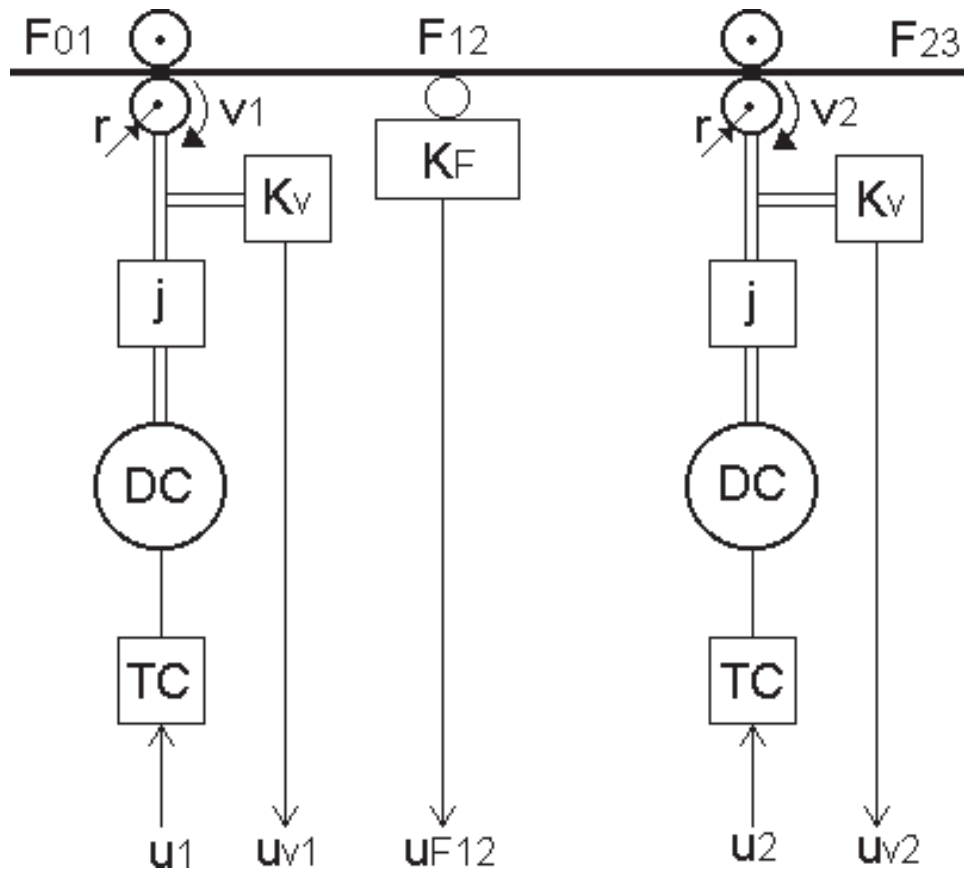 F01 F12 F23
r v1 r v2
Kv KF Kv
j j
DC DC
TC TC
u1 uv1 uF12 u2 uv2